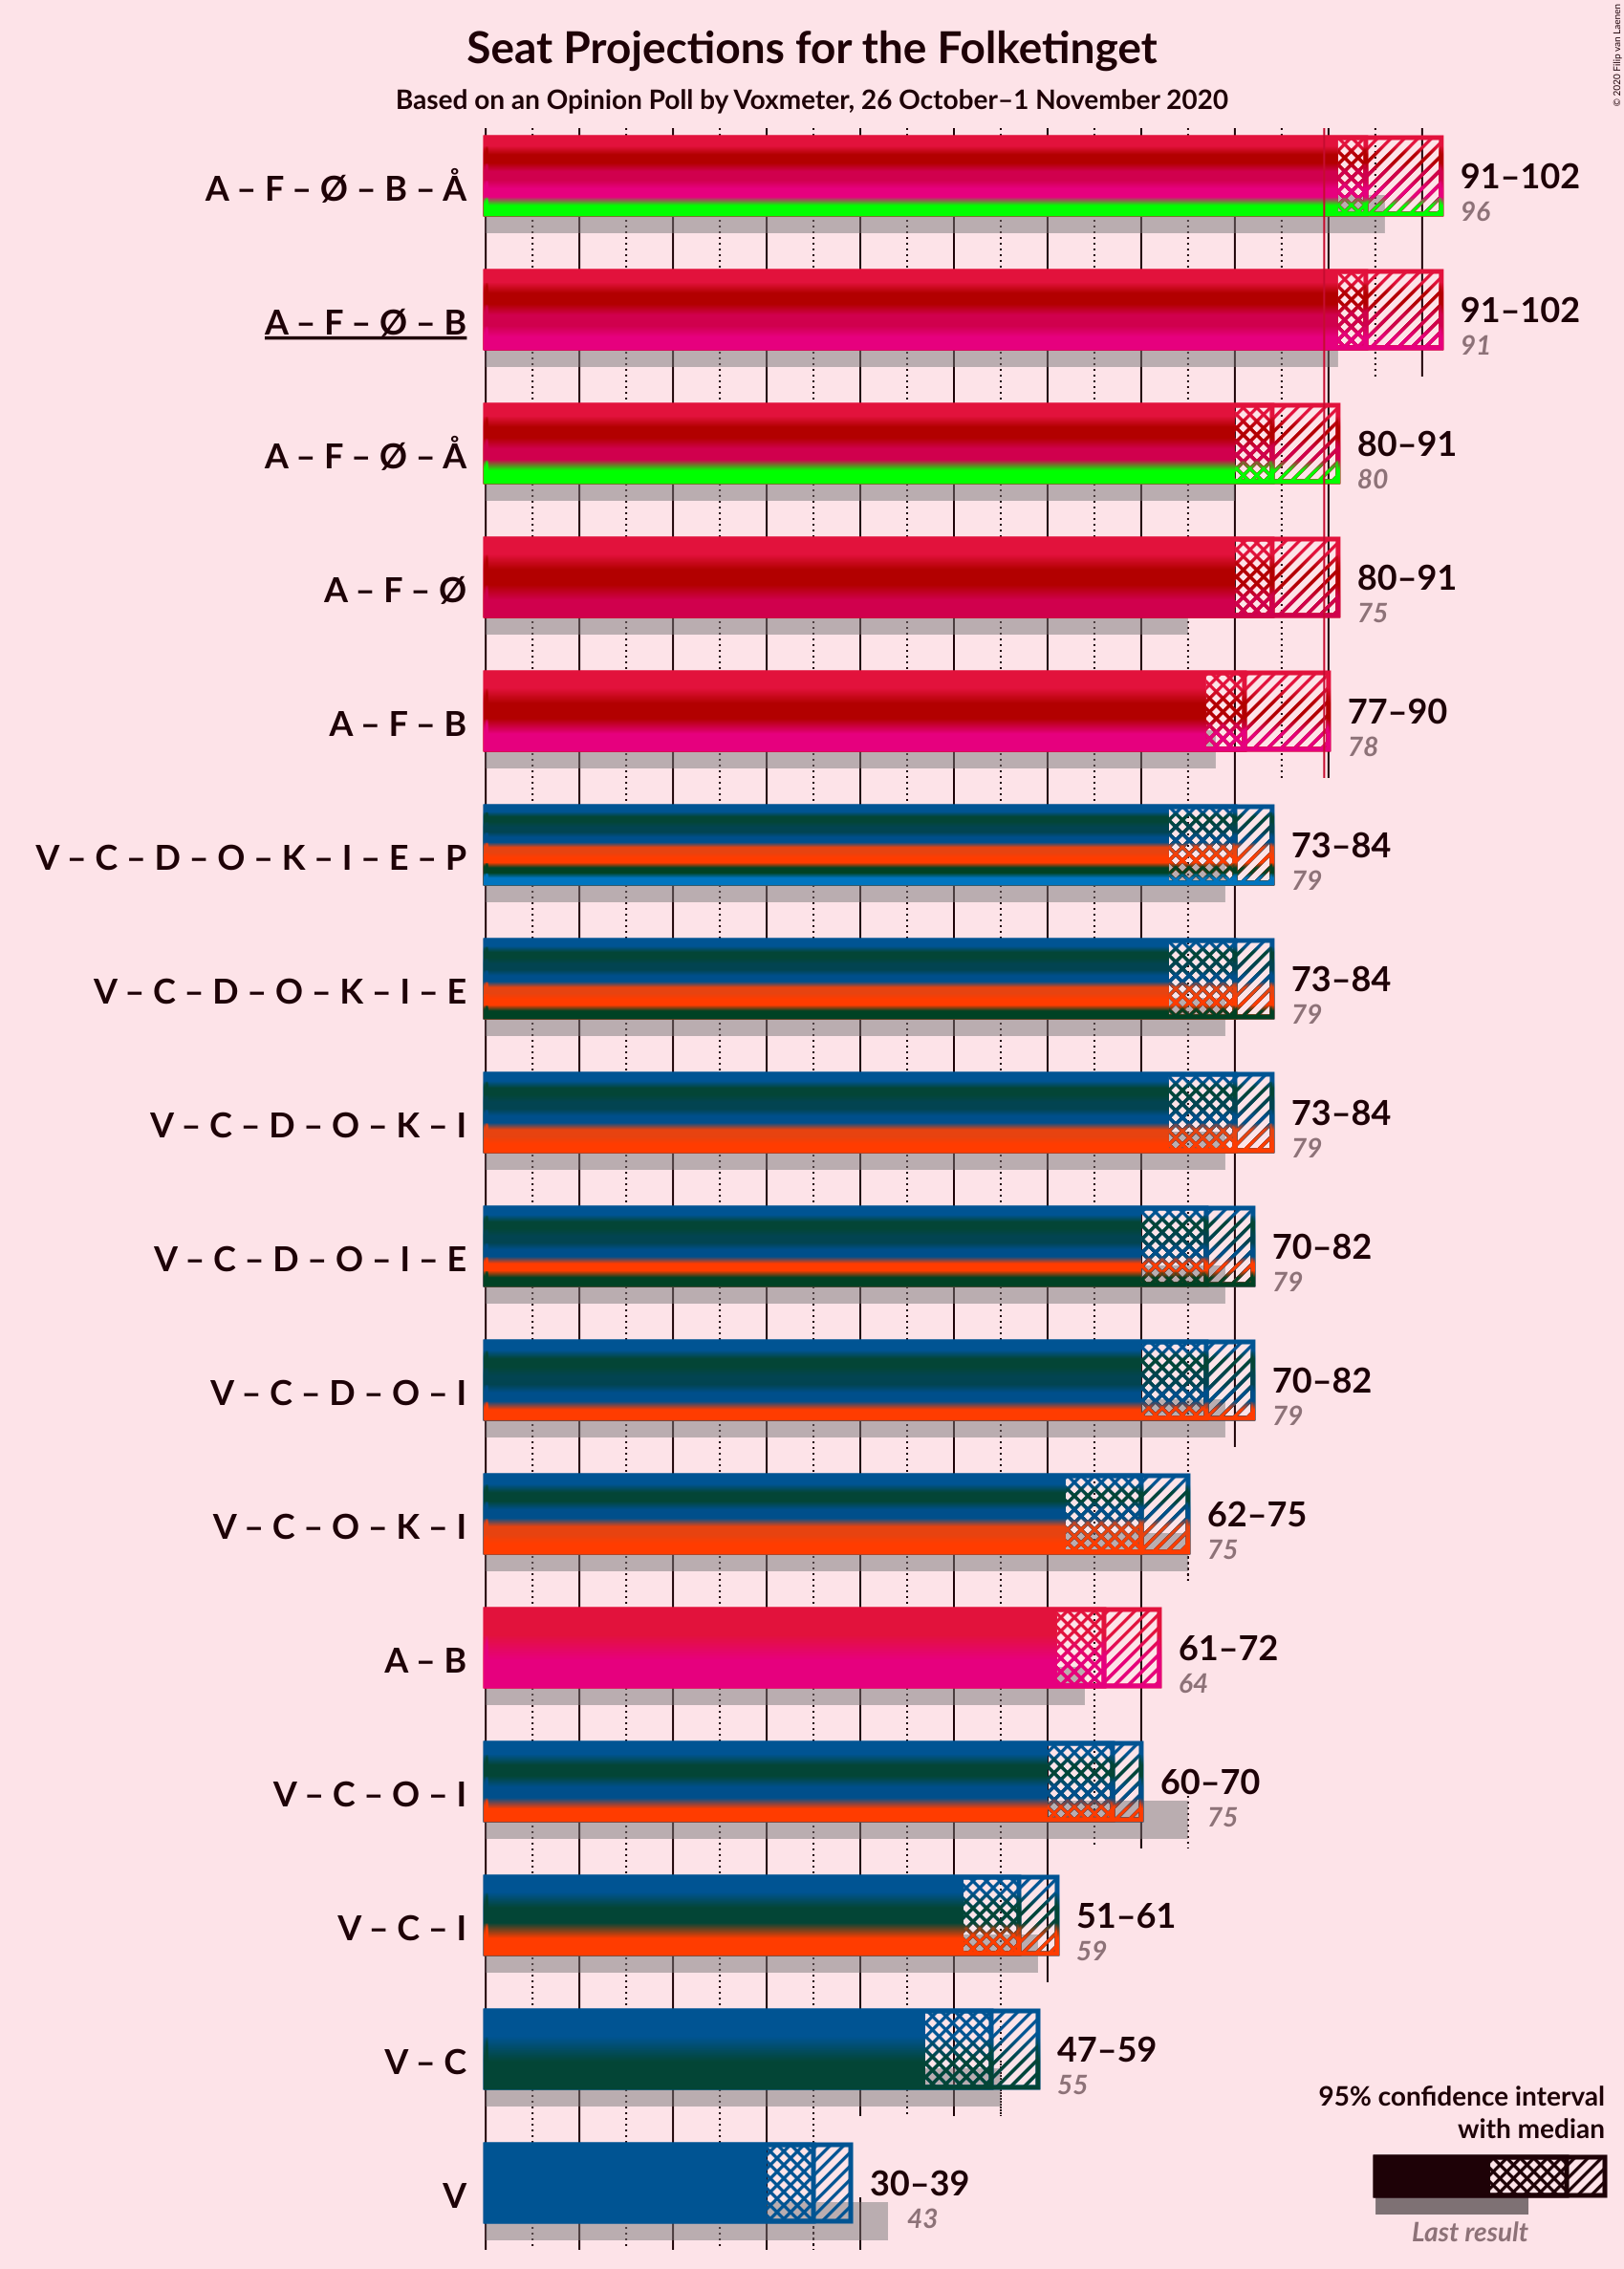 Seat Projections for the Folketinget
Based on an Opinion Poll by Voxmeter, 26 October–1 November 2020
© 2020 Filip van Laenen
A – F – Ø – B – Å
91–102
96
A – F – Ø – B
91–102
91
A – F – Ø – Å
80–91
80
A – F – Ø
80–91
75
A – F – B
77–90
78
V – C – D – O – K – I – E – P
73–84
79
V – C – D – O – K – I – E
73–84
79
V – C – D – O – K – I
73–84
79
V – C – D – O – I – E
70–82
79
V – C – D – O – I
70–82
79
V – C – O – K – I
62–75
75
A – B
61–72
64
V – C – O – I
60–70
75
V – C – I
51–61
59
V – C
47–59
55
V
30–39
43
95% confidence interval
with median
Last result